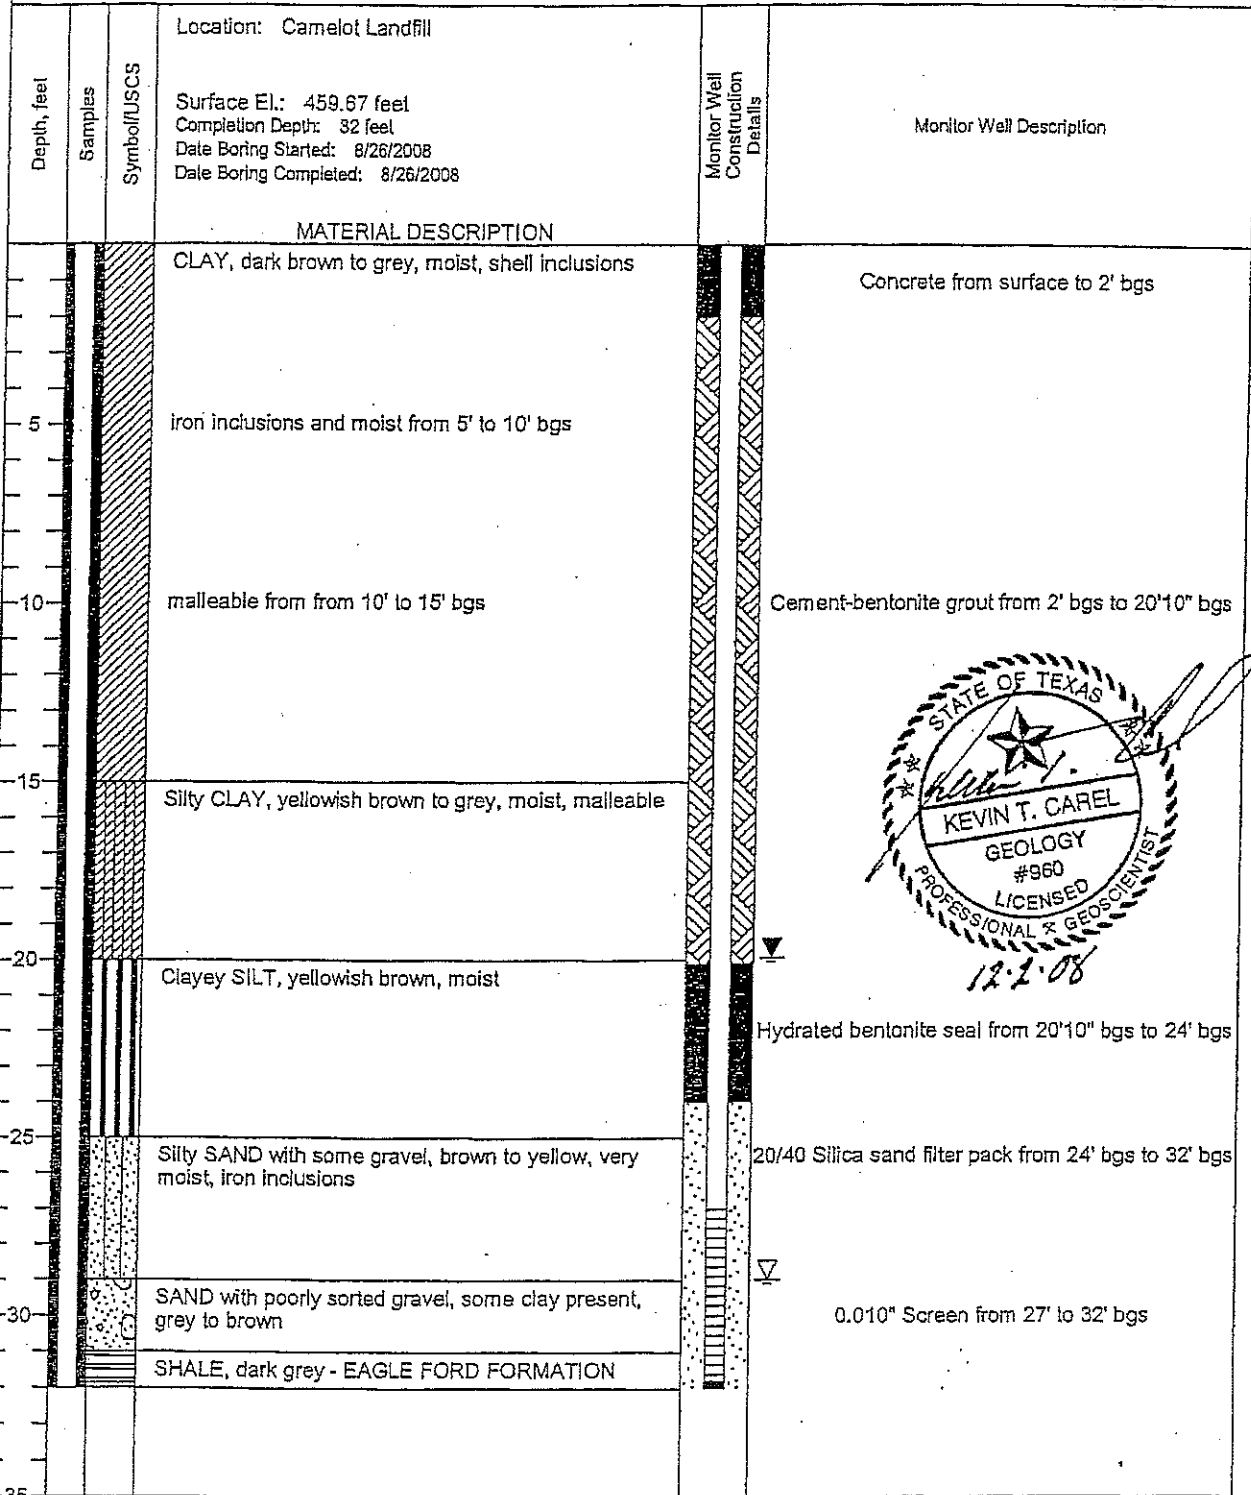 Location: Camelot Landfill
Depth, feet
Samples
Symbol/USCS
Surface El.: 459.67 feet
Completion Depth: 32 feet
Date Boring Started: 8/26/2008
Date Boring Completed: 8/26/2008
Monitor Well
Construction
Details
Monitor Well Description
MATERIAL DESCRIPTION
CLAY, dark brown to grey, moist, shell inclusions
Concrete from surface to 2' bgs
5
iron inclusions and moist from 5' to 10' bgs
10
malleable from from 10' to 15' bgs
Cement-bentonite grout from 2' bgs to 20'10" bgs
STATE OF TEXAS
KEVIN T. CAREL
GEOLOGY
#960
LICENSED
PROFESSIONAL GEOSCIENTIST
12·2·08
15
Silty CLAY, yellowish brown to grey, moist, malleable
20
Clayey SILT, yellowish brown, moist
Hydrated bentonite seal from 20'10" bgs to 24' bgs
25
Silty SAND with some gravel, brown to yellow, very
moist, iron inclusions
20/40 Silica sand filter pack from 24' bgs to 32' bgs
30
SAND with poorly sorted gravel, some clay present,
grey to brown
0.010" Screen from 27' to 32' bgs
SHALE, dark grey - EAGLE FORD FORMATION
35